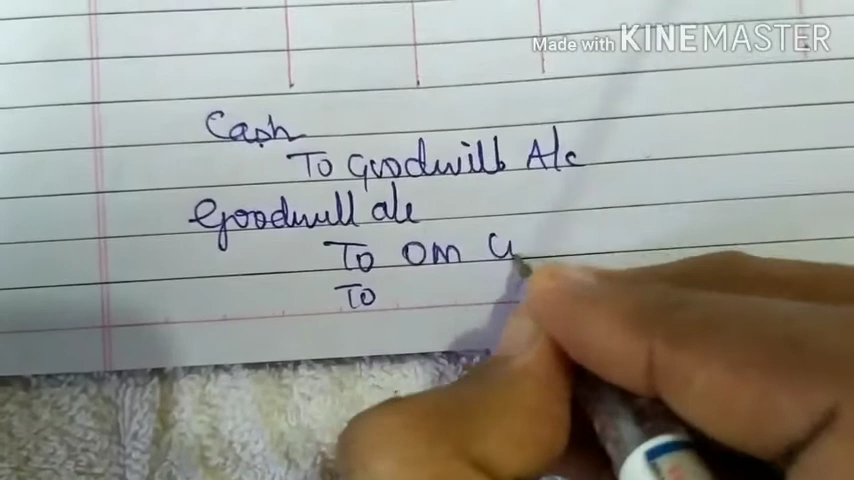 Made with KINEMASTER
Cash
To Goodwill A/c
Goodwill a/c
To Om
To